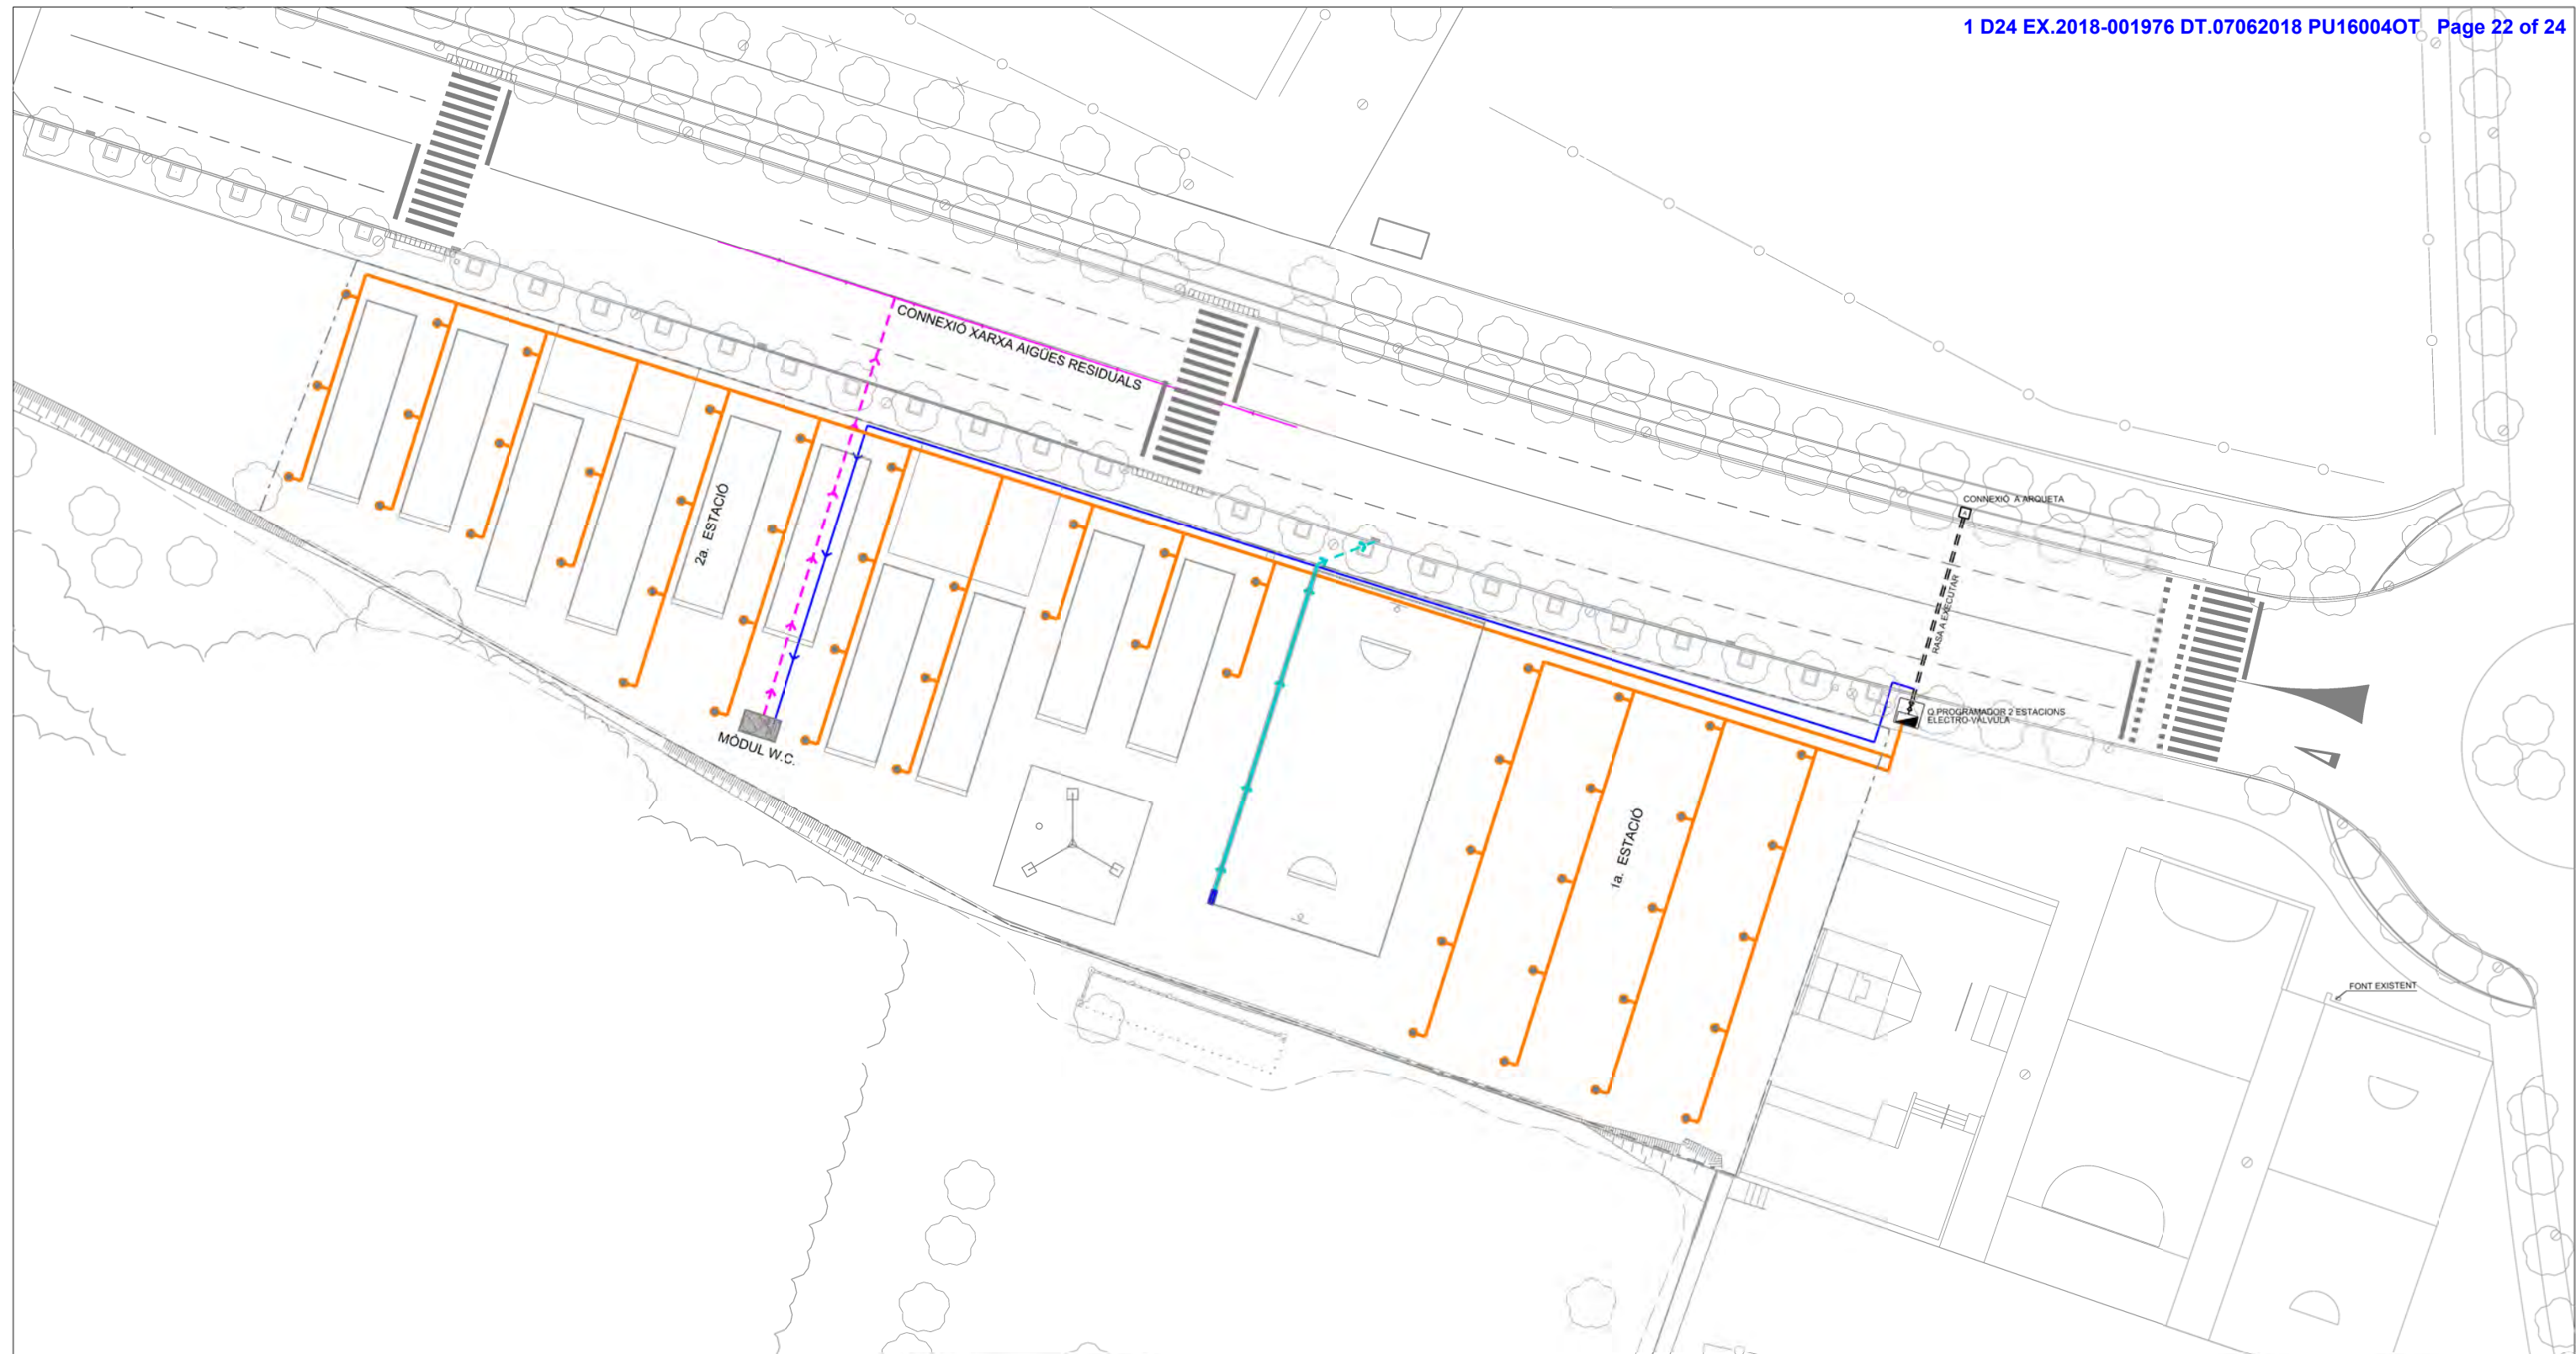 1 D24 EX.2018-001976 DT.07062018 PU16004OT Page 22 of 24
CONNEXIÓ XARXA AIGÜES RESIDUALS
2a. ESTACIÓ
CONNEXIÓ A ARQUETA
RASA A EXECUTAR
Q.PROGRAMADOR 2 ESTACIONS
ELECTRO-VÀLVULA
MÒDUL W.C.
1a. ESTACIÓ
FONT EXISTENT